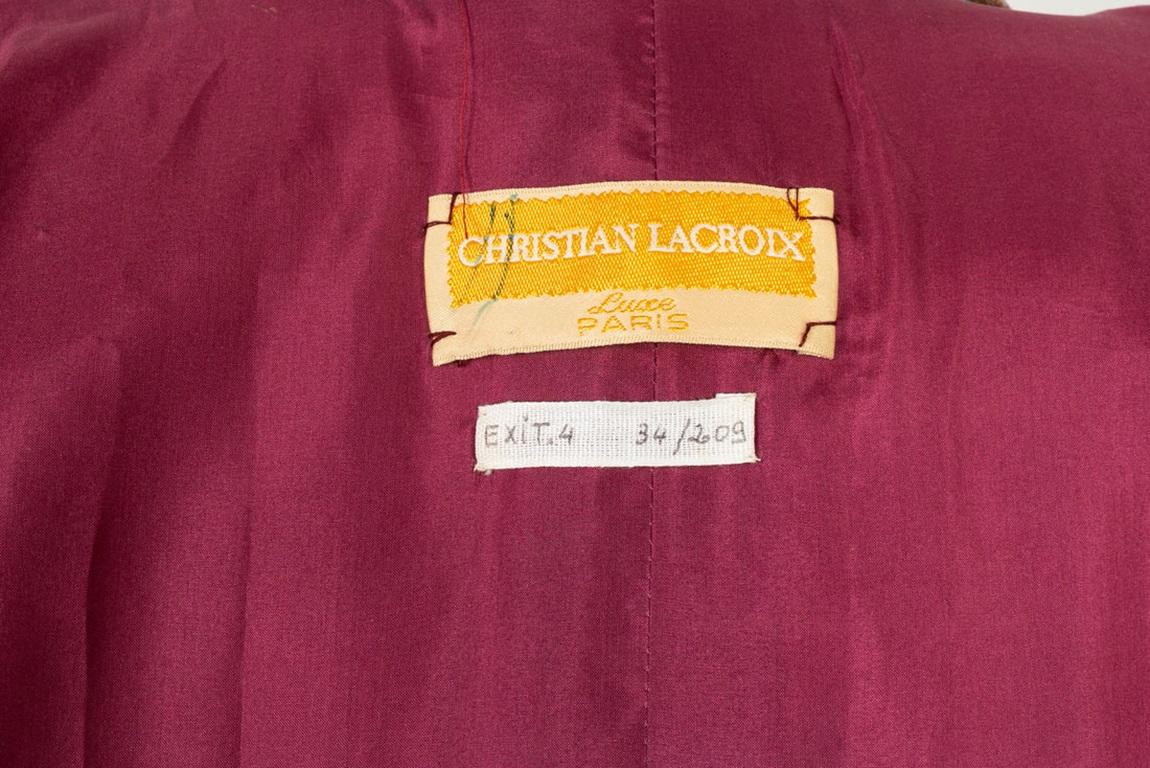 CHRISTIAN LACROIX
Luxe
PARIS
EXiT.4 34/209